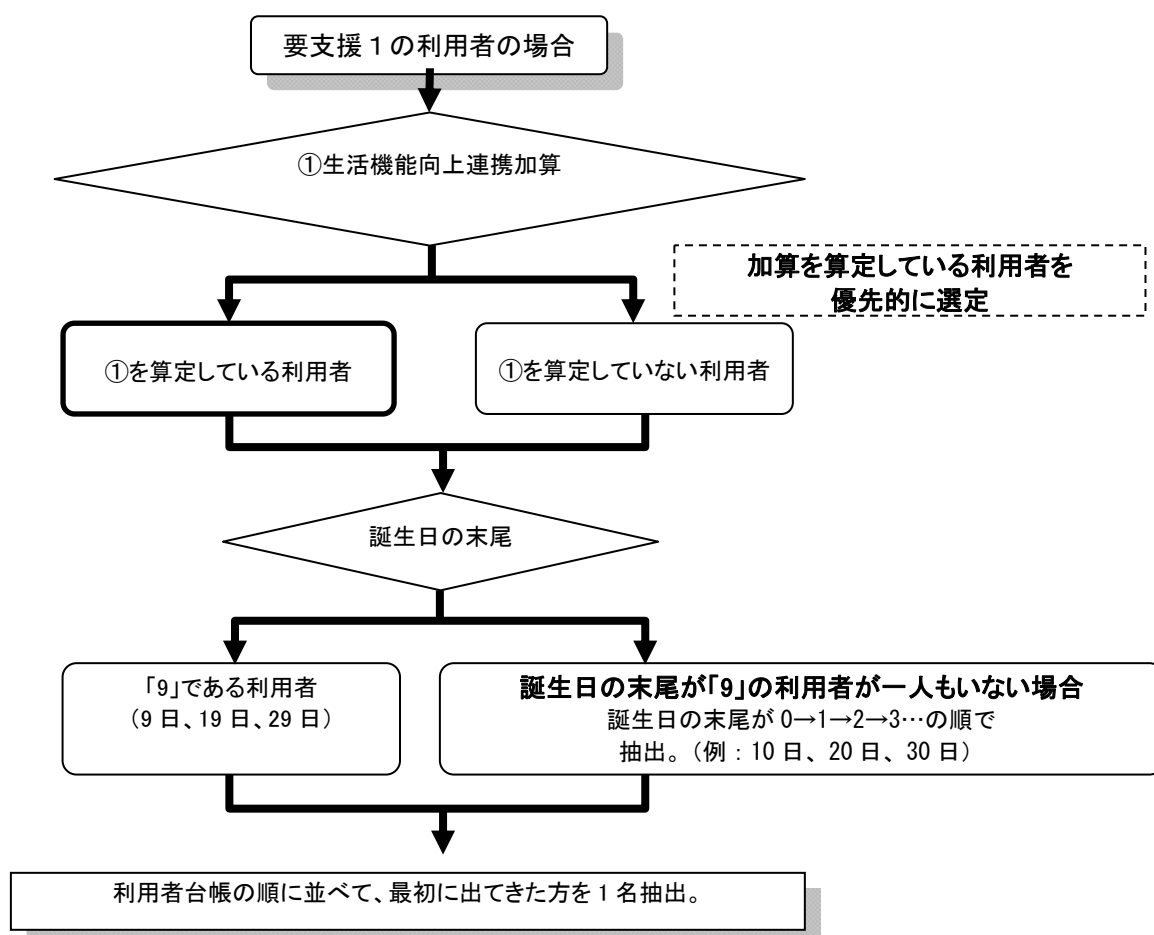 要支援１の利用者の場合
①生活機能向上連携加算
加算を算定している利用者を
優先的に選定
①を算定している利用者
①を算定していない利用者
誕生日の末尾
「9」である利用者
（9 日、19 日、29 日）
誕生日の末尾が「9」の利用者が一人もいない場合
誕生日の末尾が 0→1→2→3…の順で
抽出。（例：10 日、20 日、30 日）
利用者台帳の順に並べて、最初に出てきた方を 1 名抽出。